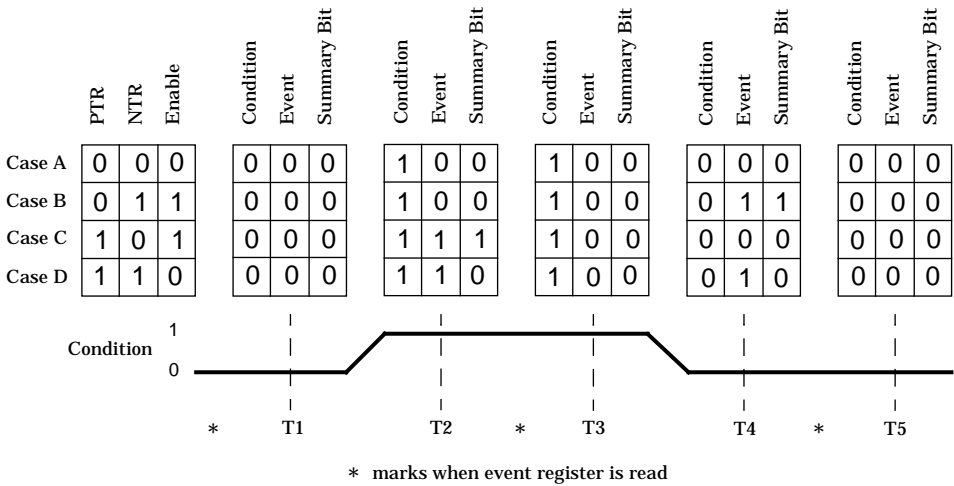 PTR NTR Enable Condition Event Summary Bit Condition Event Summary Bit Condition Event Summary Bit Condition Event Summary Bit Condition Event Summary Bit
Case A 0 0 0 0 0 0 1 0 0 1 0 0 0 0 0 0 0 0
Case B 0 1 1 0 0 0 1 0 0 1 0 0 0 1 1 0 0 0
Case C 1 0 1 0 0 0 1 1 1 1 0 0 0 0 0 0 0 0
Case D 1 1 0 0 0 0 1 1 0 1 0 0 0 1 0 0 0 0
1
Condition
0
* T1 T2 * T3 T4 * T5
* marks when event register is read